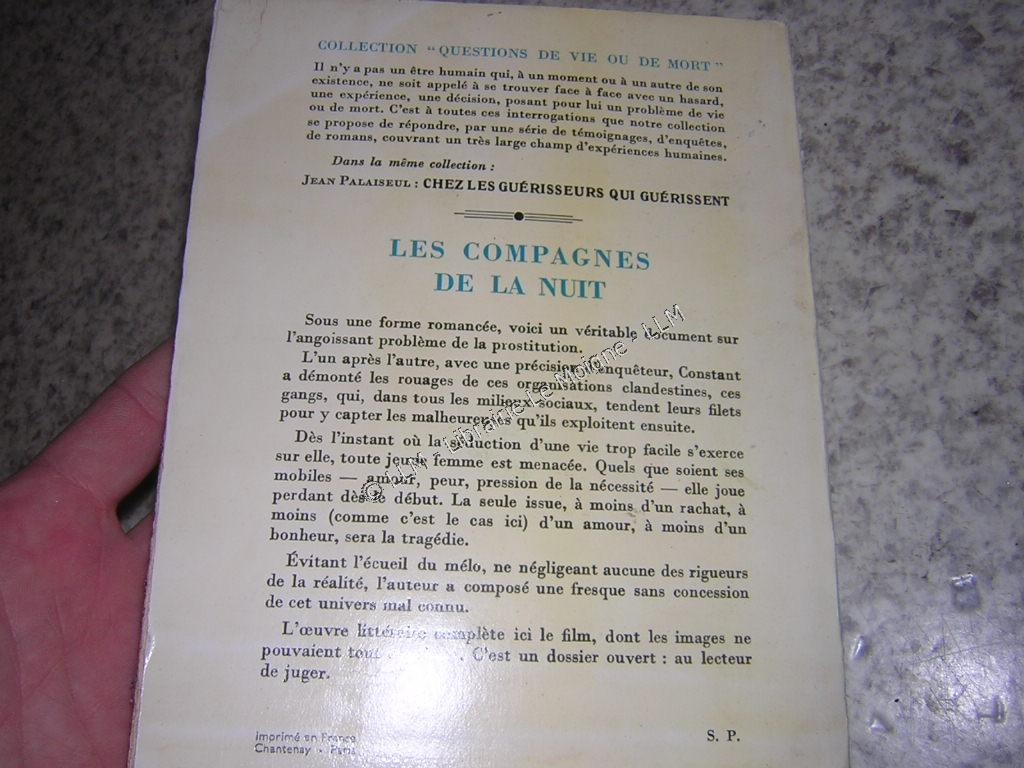 COLLECTION "QUESTIONS DE VIE OU DE MORT"
Il n'y a pas un être humain qui, à un moment ou à un autre de son
existence, ne soit appelé à se trouver face à face avec un hasard,
une expérience, une décision, posant pour lui un problème de vie
ou de mort. C'est à toutes ces interrogations que notre collection
se propose de répondre, par une série de témoignages, d'enquêtes,
de romans, couvrant un très large champ d'expériences humaines.
Dans la même collection :
JEAN PALAISEUL : CHEZ LES GUÉRISSEURS QUI GUÉRISSENT
LES COMPAGNES
DE LA NUIT
Sous une forme romancée, voici un véritable document sur
l'angoissant problème de la prostitution.
L'un après l'autre, avec une précision d'enquêteur, Constant
a démonté les rouages de ces organisations clandestines, ces
gangs, qui, dans tous les milieux sociaux, tendent leurs filets
pour y capter les malheureuses qu'ils exploitent ensuite.
Dès l'instant où la séduction d'une vie trop facile s'exerce
sur elle, toute jeune femme est menacée. Quels que soient ses
mobiles — amour, peur, pression de la nécessité — elle joue
perdant dès le début. La seule issue, à moins d'un rachat, à
moins (comme c'est le cas ici) d'un amour, à moins d'un
bonheur, sera la tragédie.
Évitant l'écueil du mélo, ne négligeant aucune des rigueurs
de la réalité, l'auteur a composé une fresque sans concession
de cet univers mal connu.
L'œuvre littéraire complète ici le film, dont les images ne
pouvaient tout C'est un dossier ouvert : au lecteur
de juger.
Imprimé en France
Chantenay - Paris
S. P.
© LLM - Librairie Le Moigne - LLM